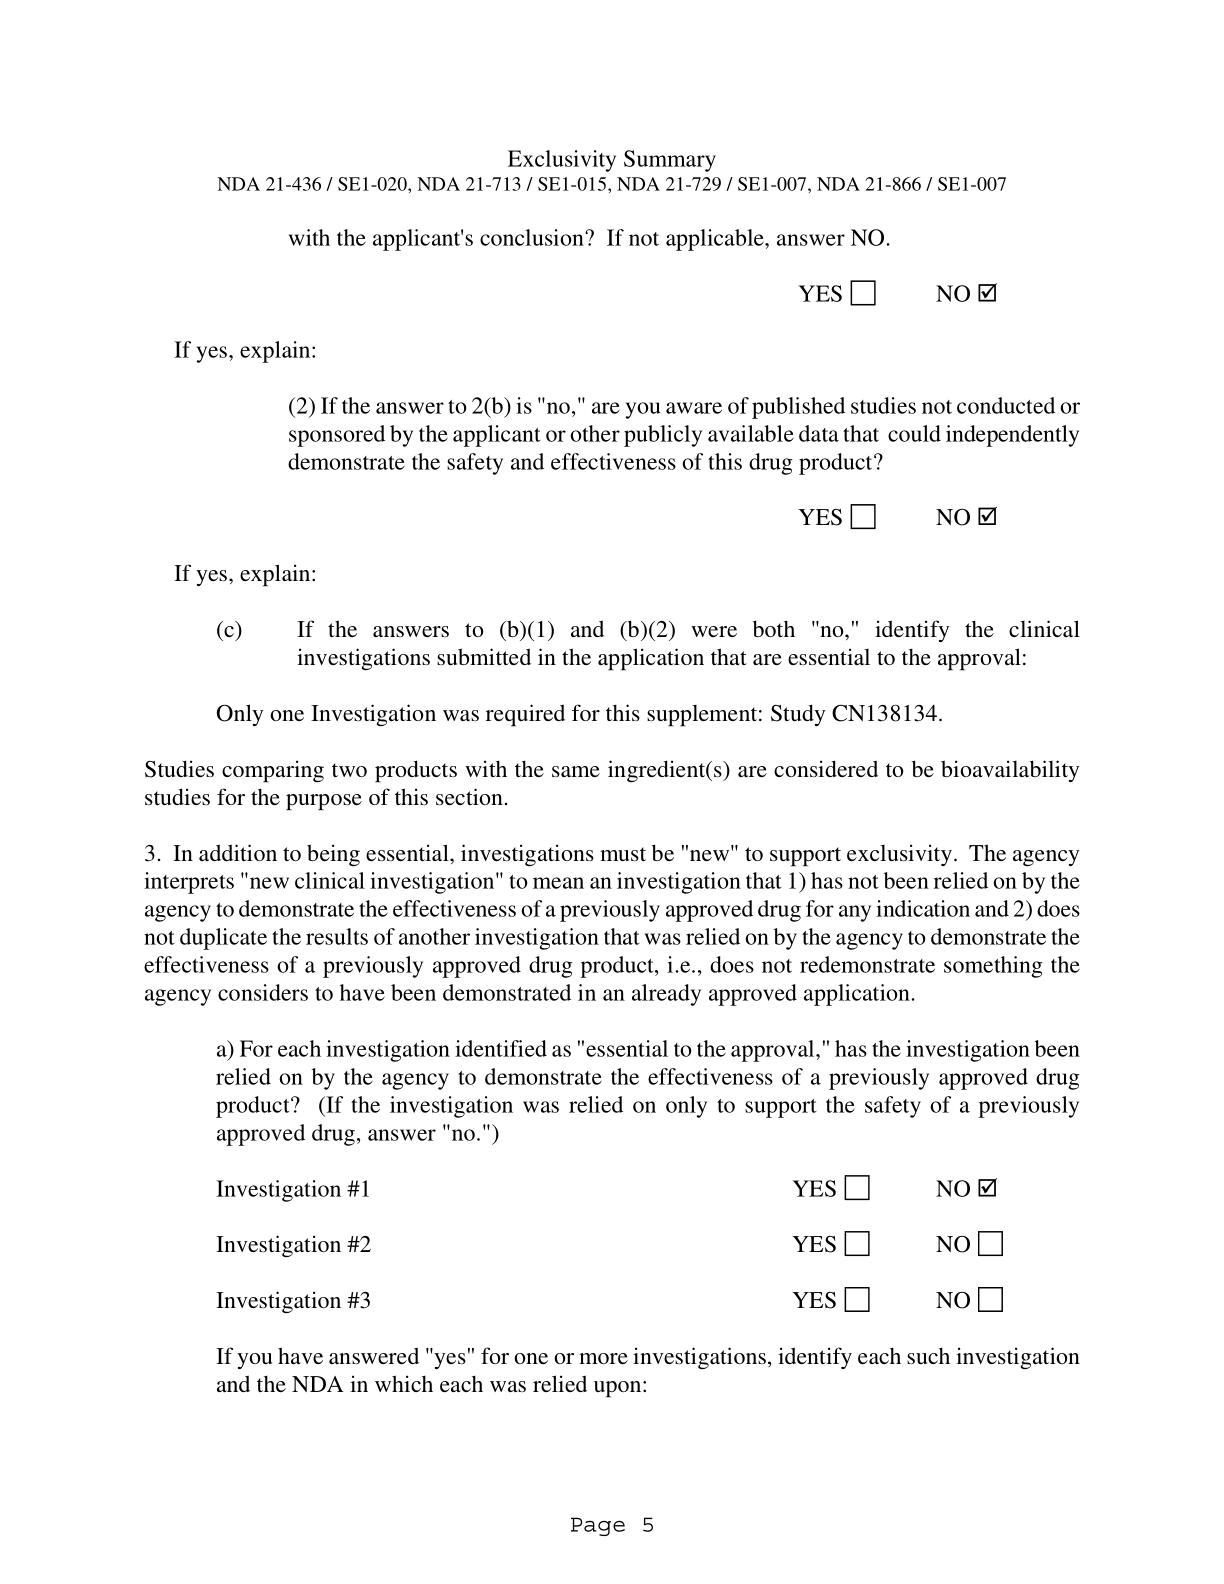 Exclusivity Summary
NDA 21-436 / SE1-020, NDA 21-713 / SE1-015, NDA 21-729 / SE1-007, NDA 21-866 / SE1-007
with the applicant's conclusion? If not applicable, answer NO.
YES ☐ NO ☑
If yes, explain:
(2) If the answer to 2(b) is "no," are you aware of published studies not conducted or
sponsored by the applicant or other publicly available data that could independently
demonstrate the safety and effectiveness of this drug product?
YES ☐ NO ☑
If yes, explain:
(c) If the answers to (b)(1) and (b)(2) were both "no," identify the clinical
investigations submitted in the application that are essential to the approval:
Only one Investigation was required for this supplement: Study CN138134.
Studies comparing two products with the same ingredient(s) are considered to be bioavailability
studies for the purpose of this section.
3. In addition to being essential, investigations must be "new" to support exclusivity. The agency
interprets "new clinical investigation" to mean an investigation that 1) has not been relied on by the
agency to demonstrate the effectiveness of a previously approved drug for any indication and 2) does
not duplicate the results of another investigation that was relied on by the agency to demonstrate the
effectiveness of a previously approved drug product, i.e., does not redemonstrate something the
agency considers to have been demonstrated in an already approved application.
a) For each investigation identified as "essential to the approval," has the investigation been
relied on by the agency to demonstrate the effectiveness of a previously approved drug
product? (If the investigation was relied on only to support the safety of a previously
approved drug, answer "no.")
Investigation #1 YES ☐ NO ☑
Investigation #2 YES ☐ NO ☐
Investigation #3 YES ☐ NO ☐
If you have answered "yes" for one or more investigations, identify each such investigation
and the NDA in which each was relied upon:
Page 5